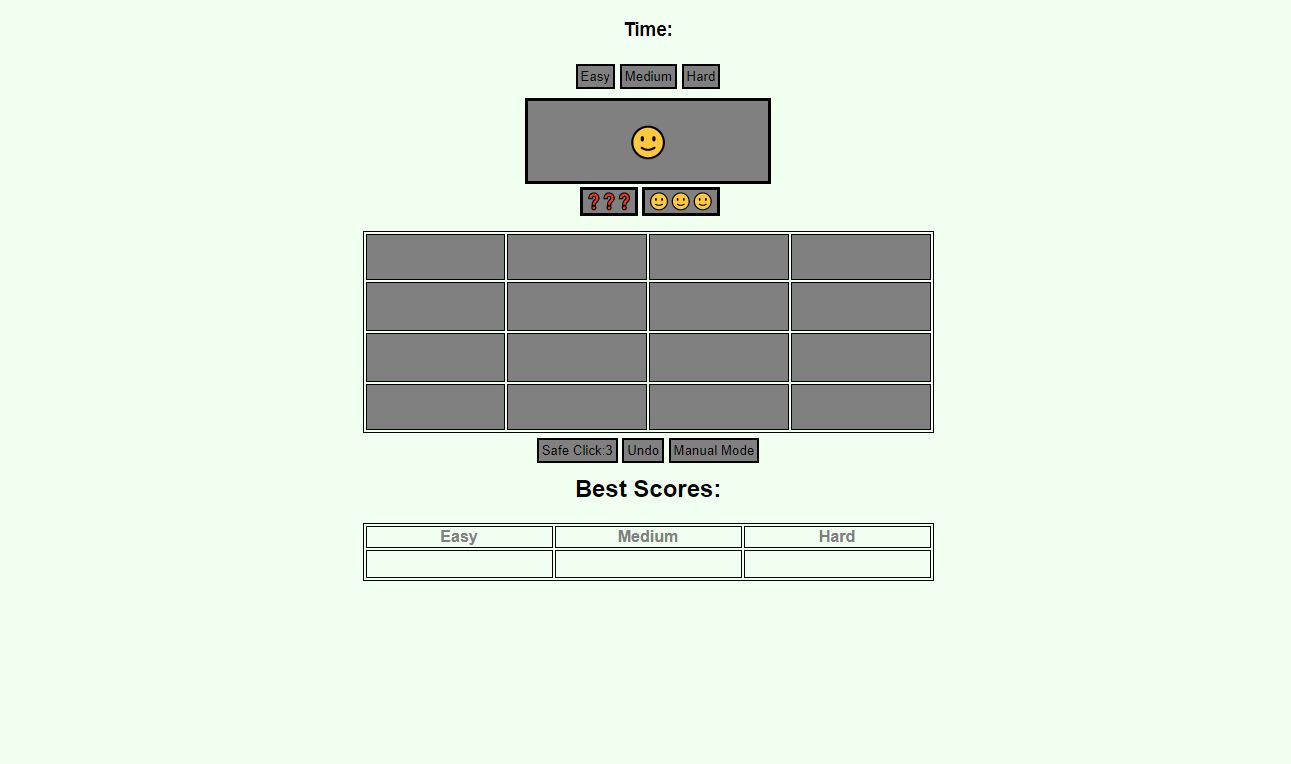 Time:
Easy Medium Hard
❓❓❓
Safe Click:3 Undo Manual Mode
Best Scores:
Easy Medium Hard